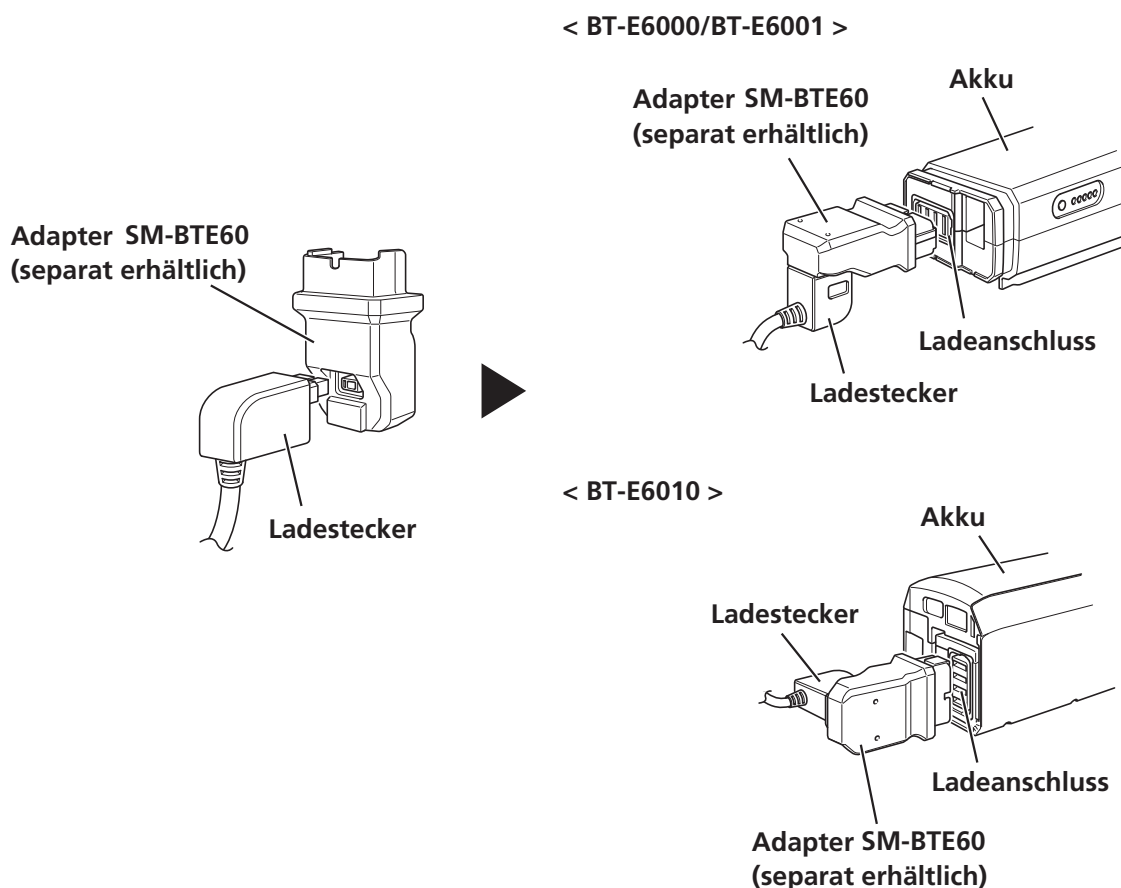 Adapter SM-BTE60
(separat erhältlich)
Ladestecker
< BT-E6000/BT-E6001 >
Akku
Adapter SM-BTE60
(separat erhältlich)
Ladeanschluss
Ladestecker
< BT-E6010 >
Akku
Ladestecker
Ladeanschluss
Adapter SM-BTE60
(separat erhältlich)